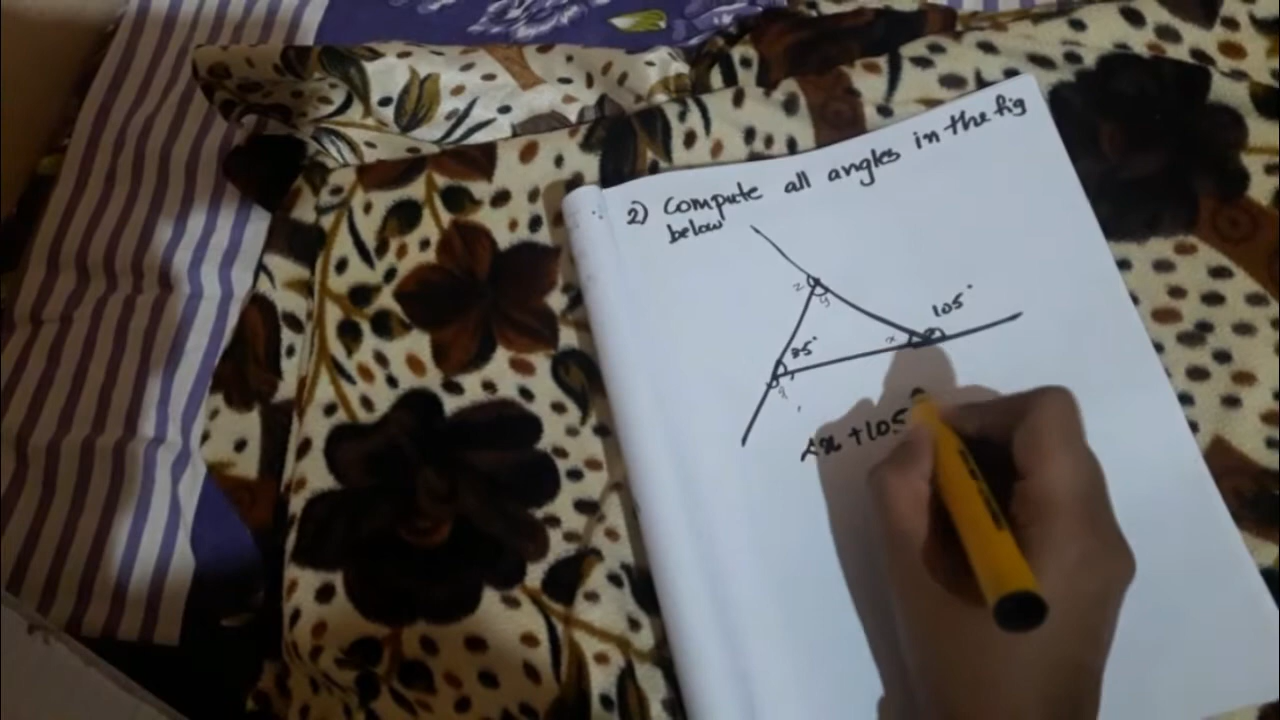 2) Compute all angles in the fig
below
z
y
105°
x
85°
<x + 105°